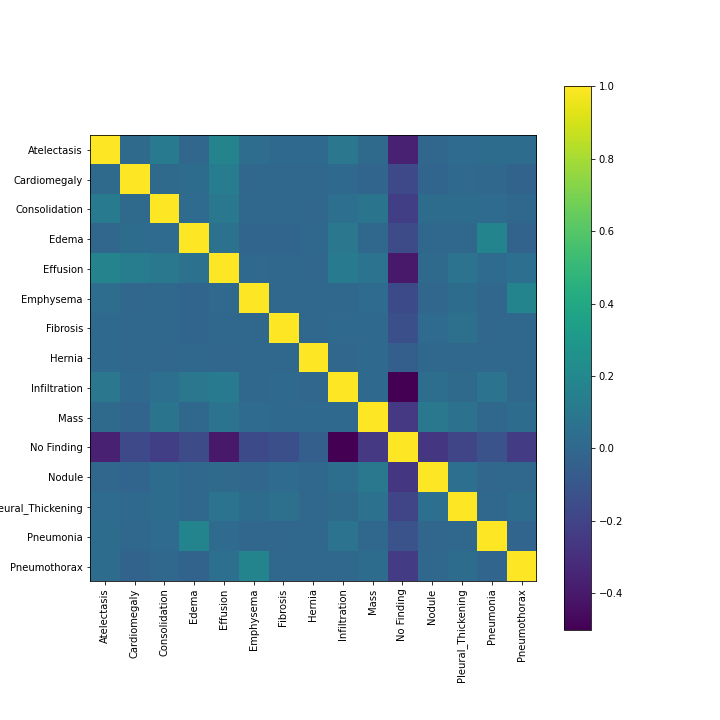 Atelectasis
Cardiomegaly
Consolidation
Edema
Effusion
Emphysema
Fibrosis
Hernia
Infiltration
Mass
No Finding
Nodule
eural_Thickening
Pneumonia
Pneumothorax
Atelectasis
Cardiomegaly
Consolidation
Edema
Effusion
Emphysema
Fibrosis
Hernia
Infiltration
Mass
No Finding
Nodule
Pleural_Thickening
Pneumonia
Pneumothorax
1.0
0.8
0.6
0.4
0.2
0.0
−0.2
−0.4